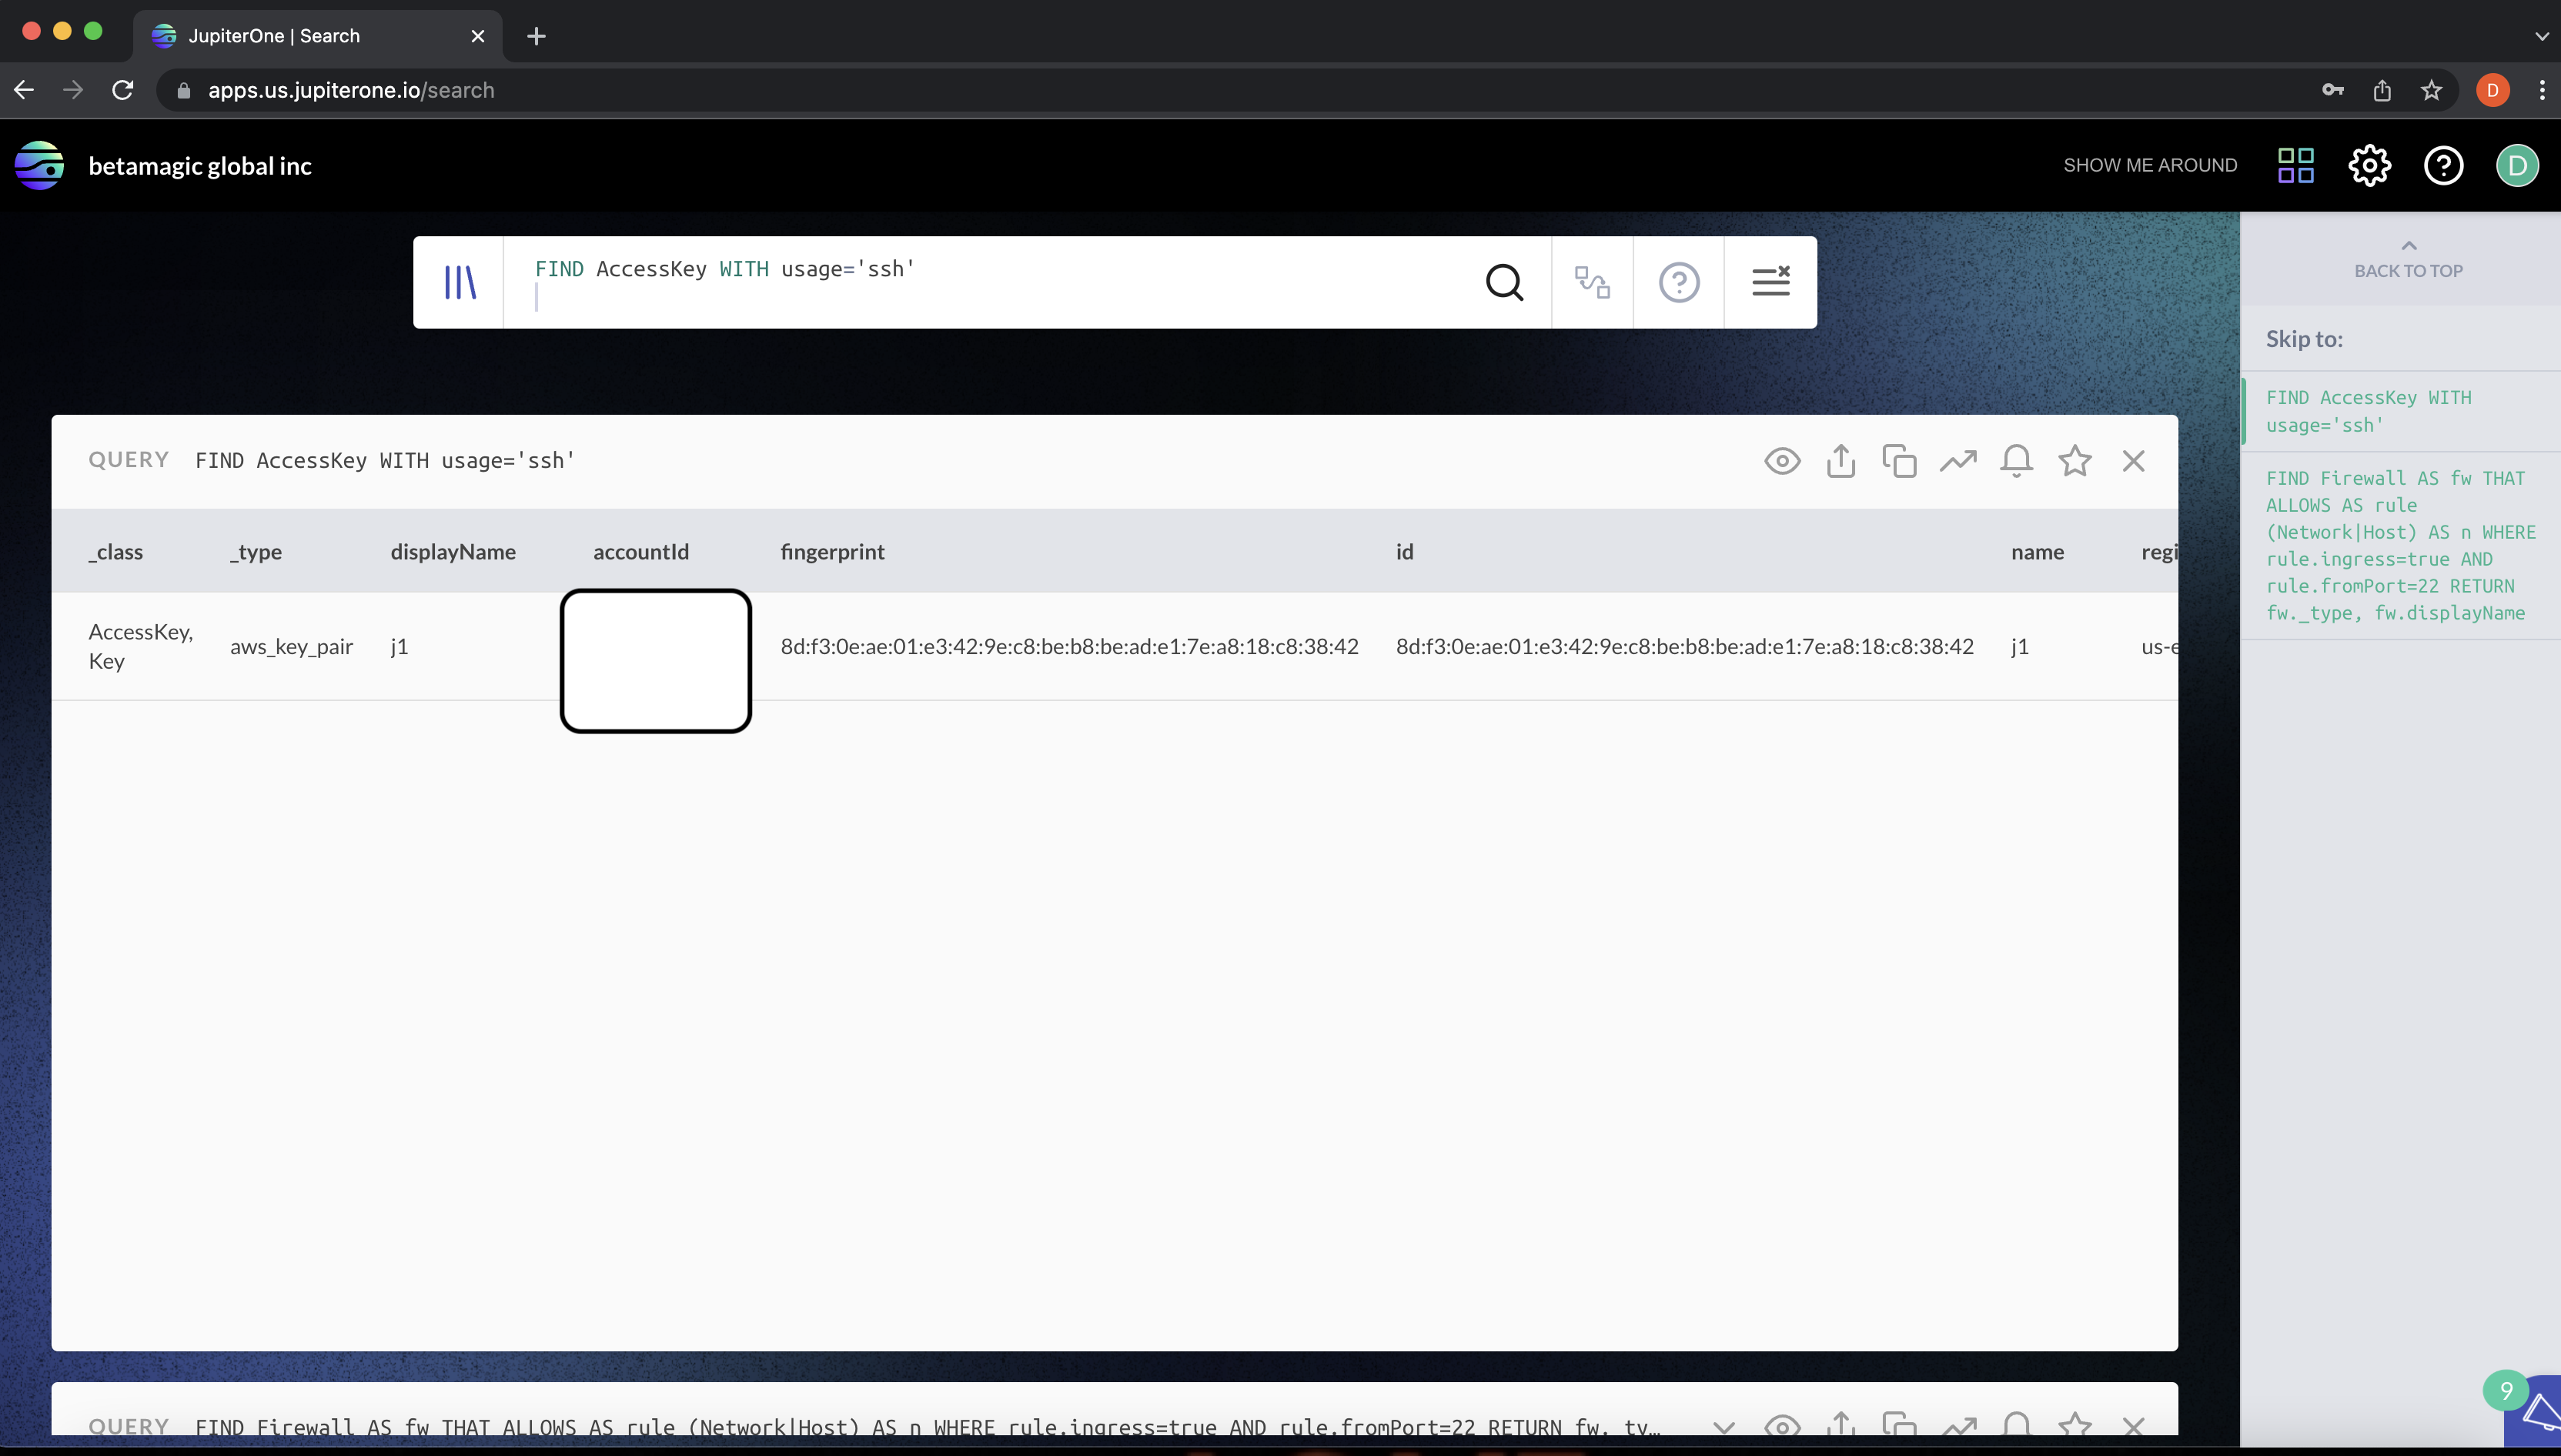 JupiterOne | Search
apps.us.jupiterone.io/search
D
betamagic global inc
SHOW ME AROUND
D
FIND AccessKey WITH usage='ssh'
QUERY FIND AccessKey WITH usage='ssh'
_class _type displayName accountId fingerprint id name regi
AccessKey,
Key
aws_key_pair j1 8d:f3:0e:ae:01:e3:42:9e:c8:be:b8:be:ad:e1:7e:a8:18:c8:38:42 8d:f3:0e:ae:01:e3:42:9e:c8:be:b8:be:ad:e1:7e:a8:18:c8:38:42 j1 us-e
QUERY FIND Firewall AS fw THAT ALLOWS AS rule (Network|Host) AS n WHERE rule.ingress=true AND rule.fromPort=22 RETURN fw._ty…
BACK TO TOP
Skip to:
FIND AccessKey WITH
usage='ssh'
FIND Firewall AS fw THAT
ALLOWS AS rule
(Network|Host) AS n WHERE
rule.ingress=true AND
rule.fromPort=22 RETURN
fw._type, fw.displayName
9